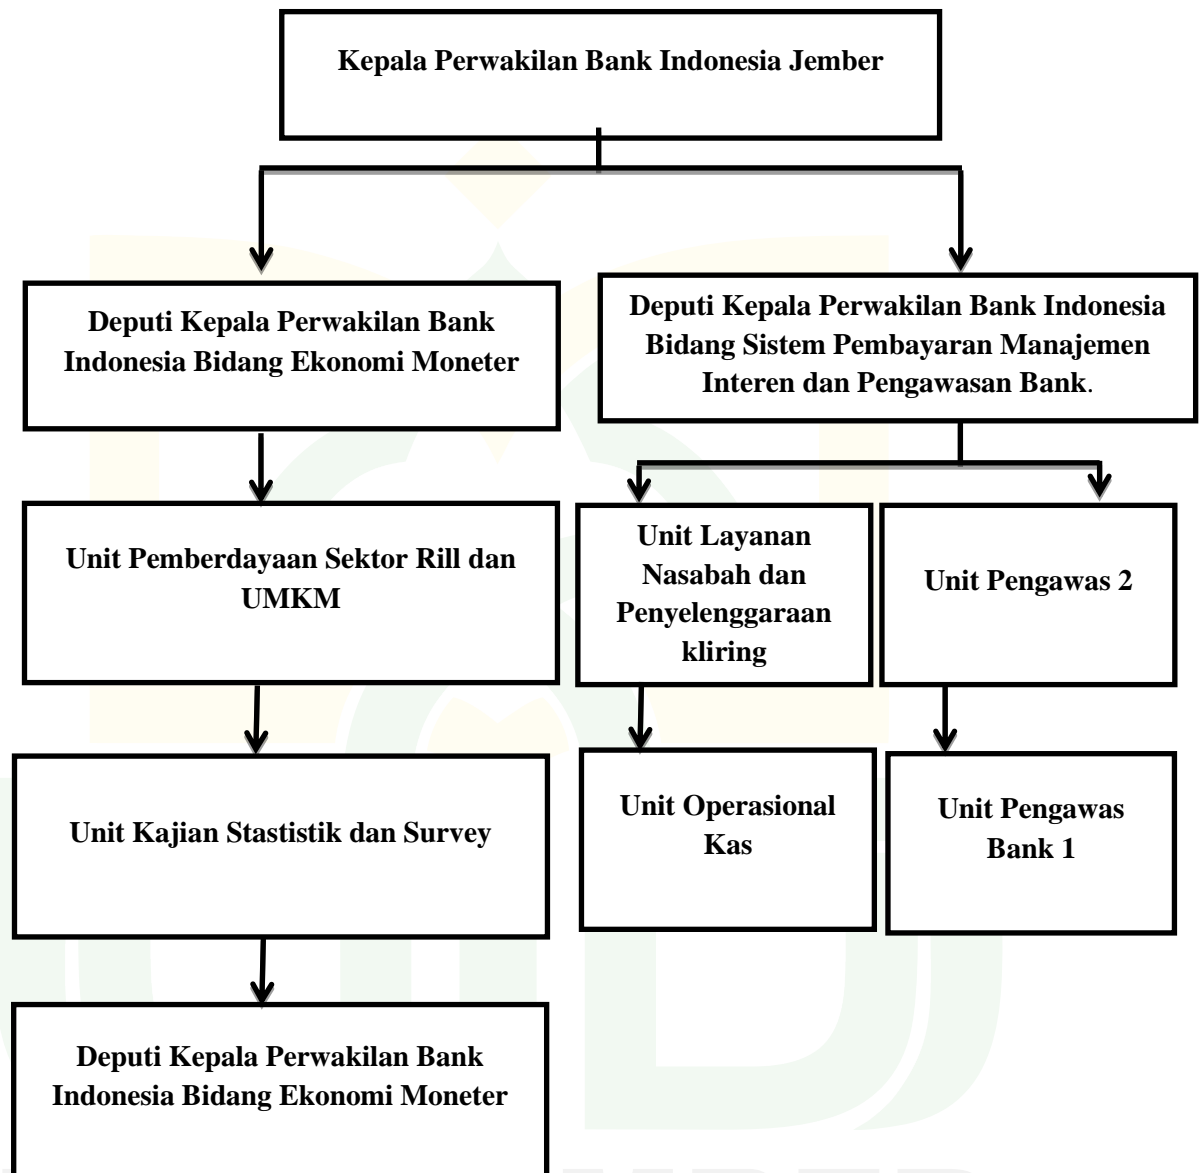 Kepala Perwakilan Bank Indonesia Jember
Deputi Kepala Perwakilan Bank
Indonesia Bidang Ekonomi Moneter
Deputi Kepala Perwakilan Bank Indonesia
Bidang Sistem Pembayaran Manajemen
Interen dan Pengawasan Bank.
Unit Pemberdayaan Sektor Rill dan
UMKM
Unit Layanan
Nasabah dan
Penyelenggaraan
kliring
Unit Pengawas 2
Unit Kajian Stastistik dan Survey
Unit Operasional
Kas
Unit Pengawas
Bank 1
Deputi Kepala Perwakilan Bank
Indonesia Bidang Ekonomi Moneter